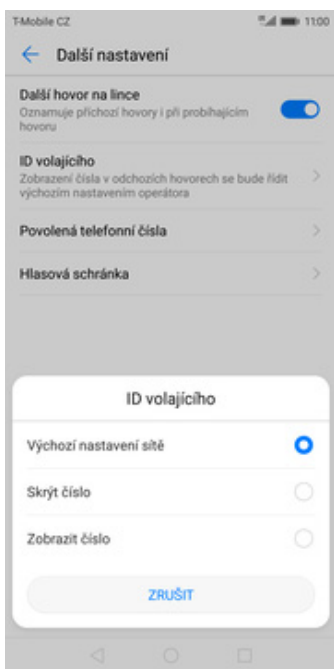 T-Mobile CZ 11:00
Další nastavení
Další hovor na lince
Oznamuje příchozí hovory i při probíhajícím
hovoru
ID volajícího
Zobrazení čísla v odchozích hovorech se bude řídit
výchozím nastavením operátora
Povolená telefonní čísla
Hlasová schránka
ID volajícího
Výchozí nastavení sítě
Skrýt číslo
Zobrazit číslo
ZRUŠIT